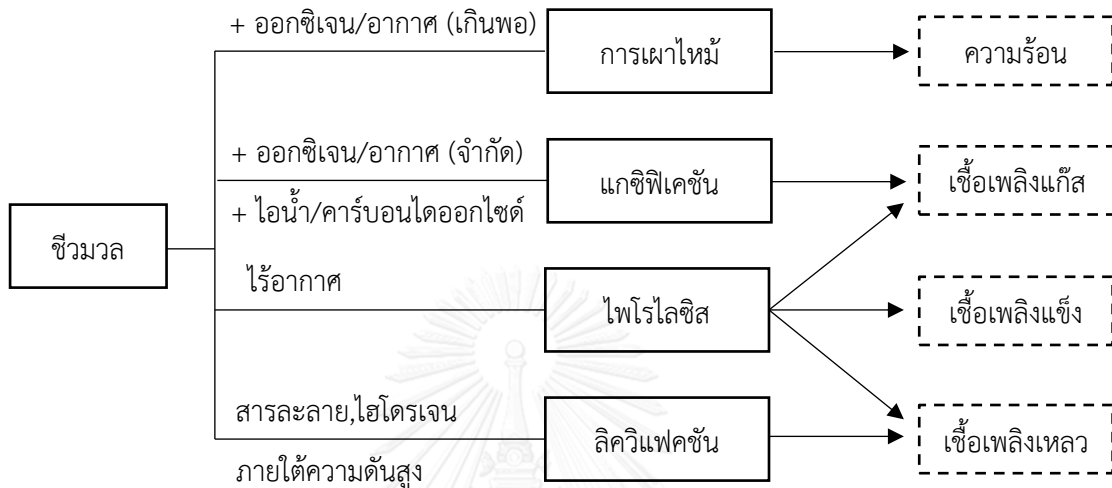 + ออกซิเจน/อากาศ (เกินพอ)
การเผาไหม้
ความร้อน
+ ออกซิเจน/อากาศ (จำกัด)
แกซิฟิเคชัน
เชื้อเพลิงแก๊ส
+ ไอน้ำ/คาร์บอนไดออกไซด์
ชีวมวล
ไร้อากาศ
ไพโรไลซิส
เชื้อเพลิงแข็ง
สารละลาย,ไฮโดรเจน
ลิควิแฟคชัน
เชื้อเพลิงเหลว
ภายใต้ความดันสูง